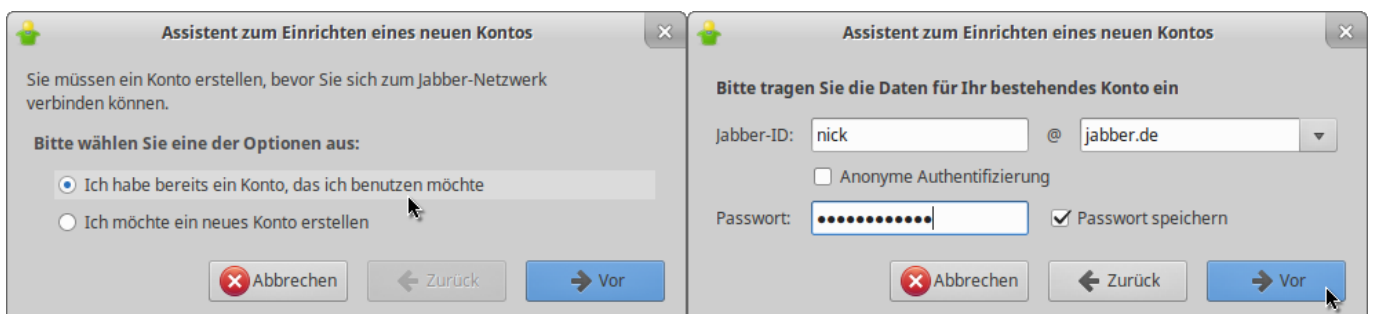 Assistent zum Einrichten eines neuen Kontos
Sie müssen ein Konto erstellen, bevor Sie sich zum Jabber-Netzwerk
verbinden können.
Bitte wählen Sie eine der Optionen aus:
Ich habe bereits ein Konto, das ich benutzen möchte
Ich möchte ein neues Konto erstellen
Abbrechen Zurück Vor
Assistent zum Einrichten eines neuen Kontos
Bitte tragen Sie die Daten für Ihr bestehendes Konto ein
Jabber-ID: nick @ jabber.de
Anonyme Authentifizierung
Passwort: ●●●●●●●●●●●● Passwort speichern
Abbrechen Zurück Vor